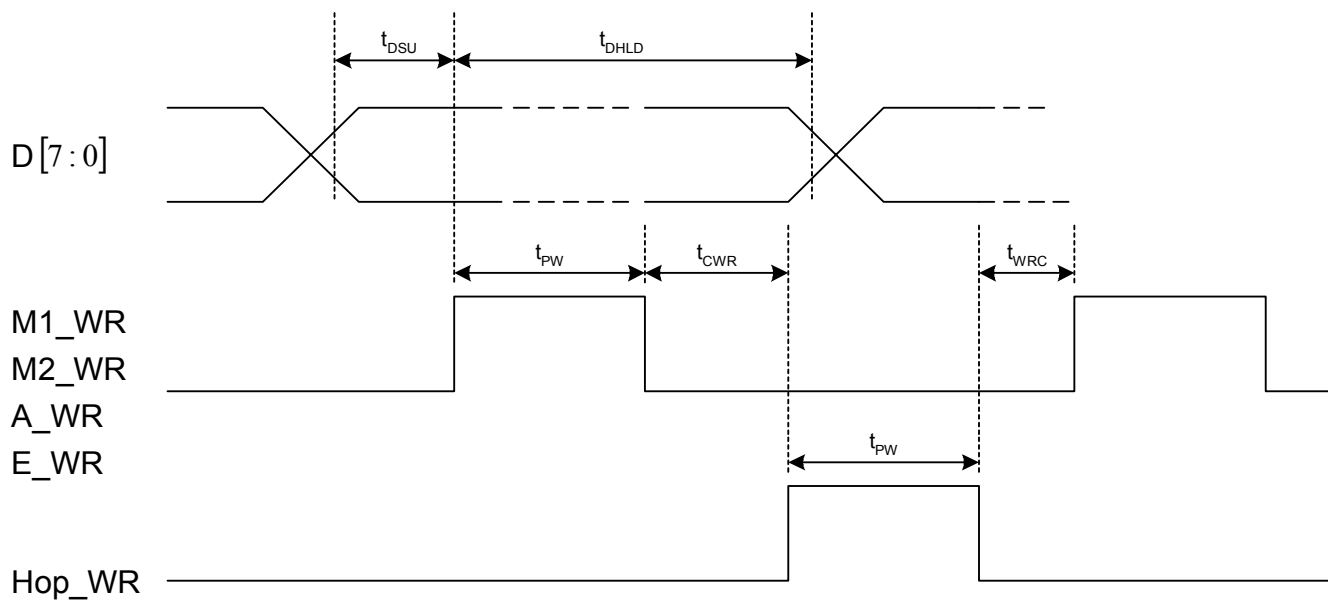 t_DSU t_DHLD
D[7:0]
t_PW t_CWR t_WRC
M1_WR
M2_WR
A_WR
E_WR
t_PW
Hop_WR